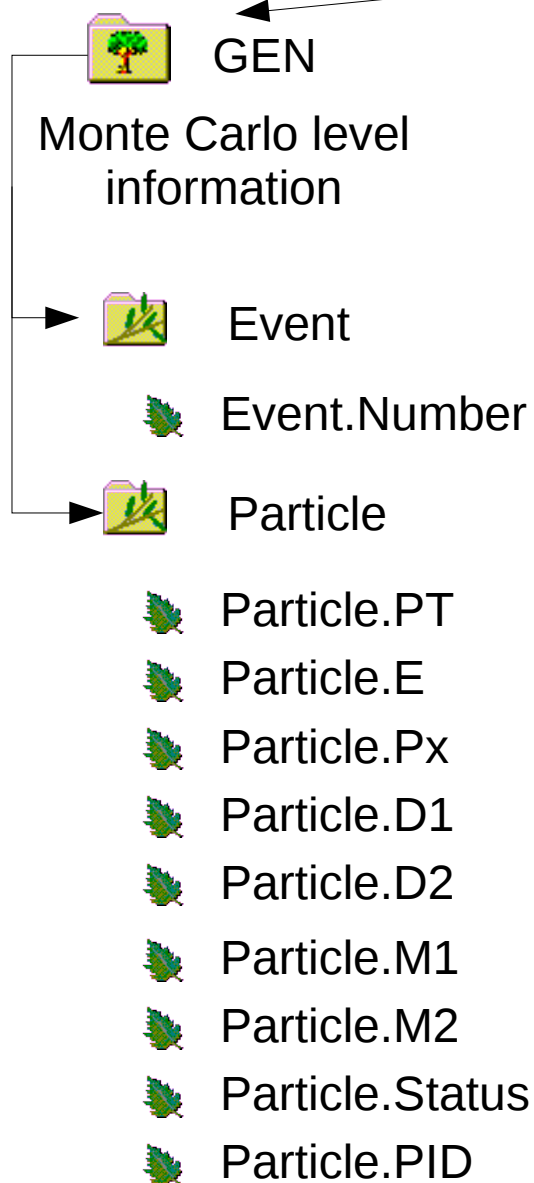 GEN
Monte Carlo level
information
Event
Event.Number
Particle
Particle.PT
Particle.E
Particle.Px
Particle.D1
Particle.D2
Particle.M1
Particle.M2
Particle.Status
Particle.PID